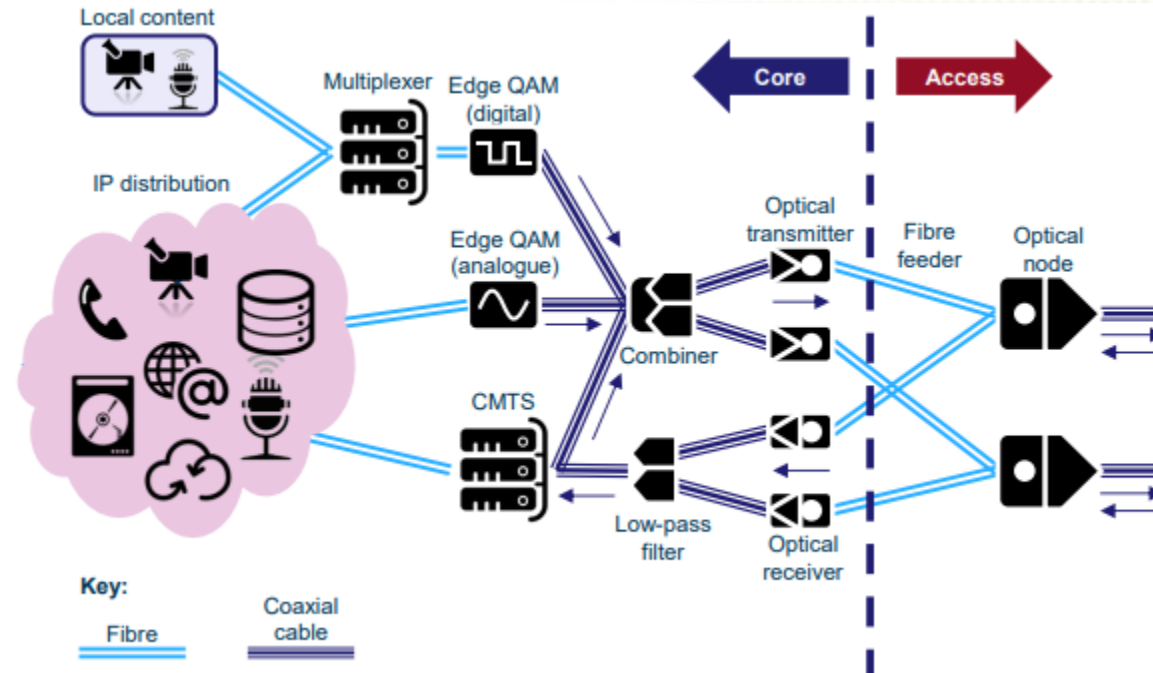 Local content
Multiplexer
Edge QAM
(digital)
Core
Access
IP distribution
Edge QAM
(analogue)
Optical
transmitter
Fibre
feeder
Optical
node
@
Combiner
CMTS
Low-pass
filter
Optical
receiver
Key:
Fibre
Coaxial
cable